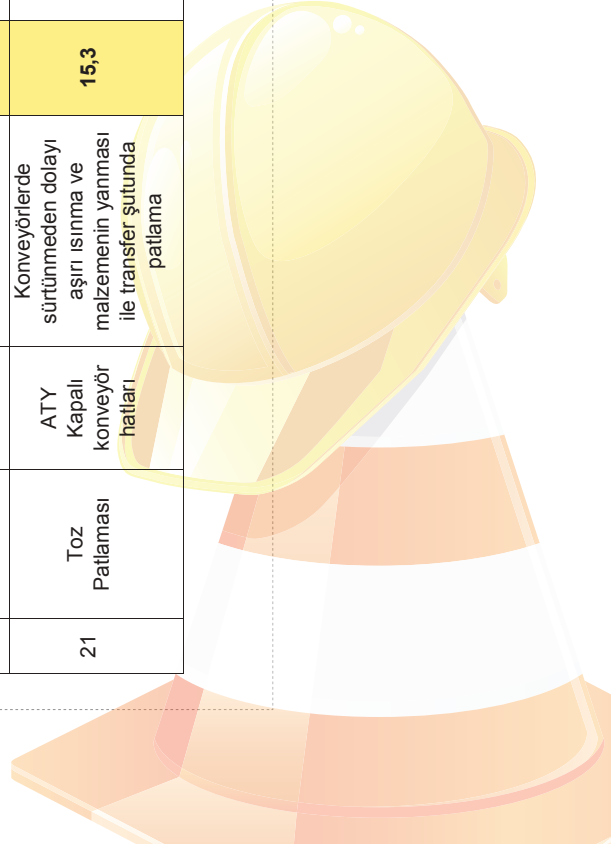 21
Toz
Patlaması
ATY
Kapalı
konveyör
hatları
Konveyörlerde
sürtünmeden dolayı
aşırı ısınma ve
malzemenin yanması
ile transfer şutunda
patlama
15,3